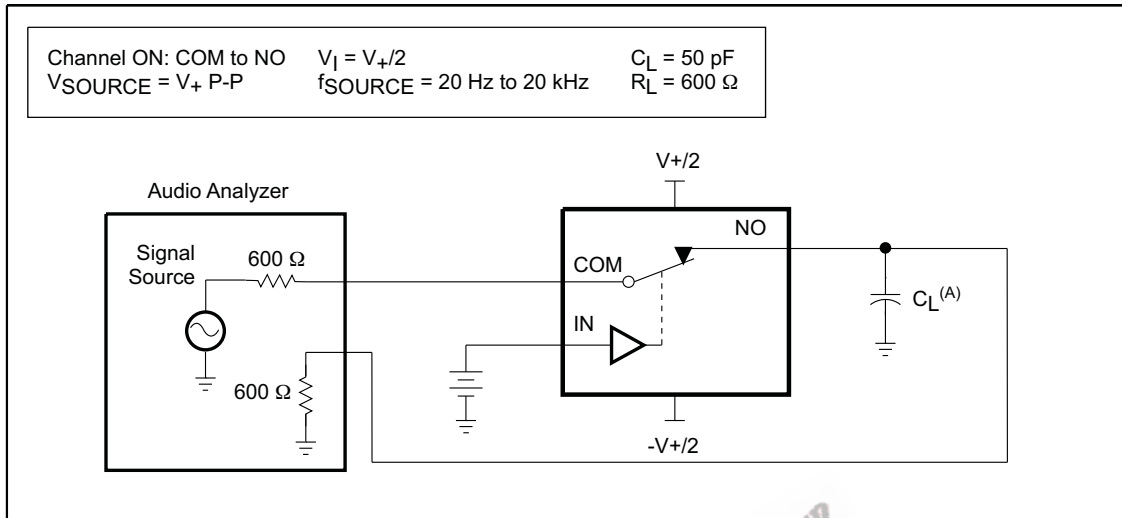 Channel ON: COM to NO V_I = V_+/2 C_L = 50 pF
V_SOURCE = V_+ P-P f_SOURCE = 20 Hz to 20 kHz R_L = 600 Ω
V+/2
Audio Analyzer
NO
Signal
Source
600 Ω
COM
C_L^(A)
IN
600 Ω
-V+/2